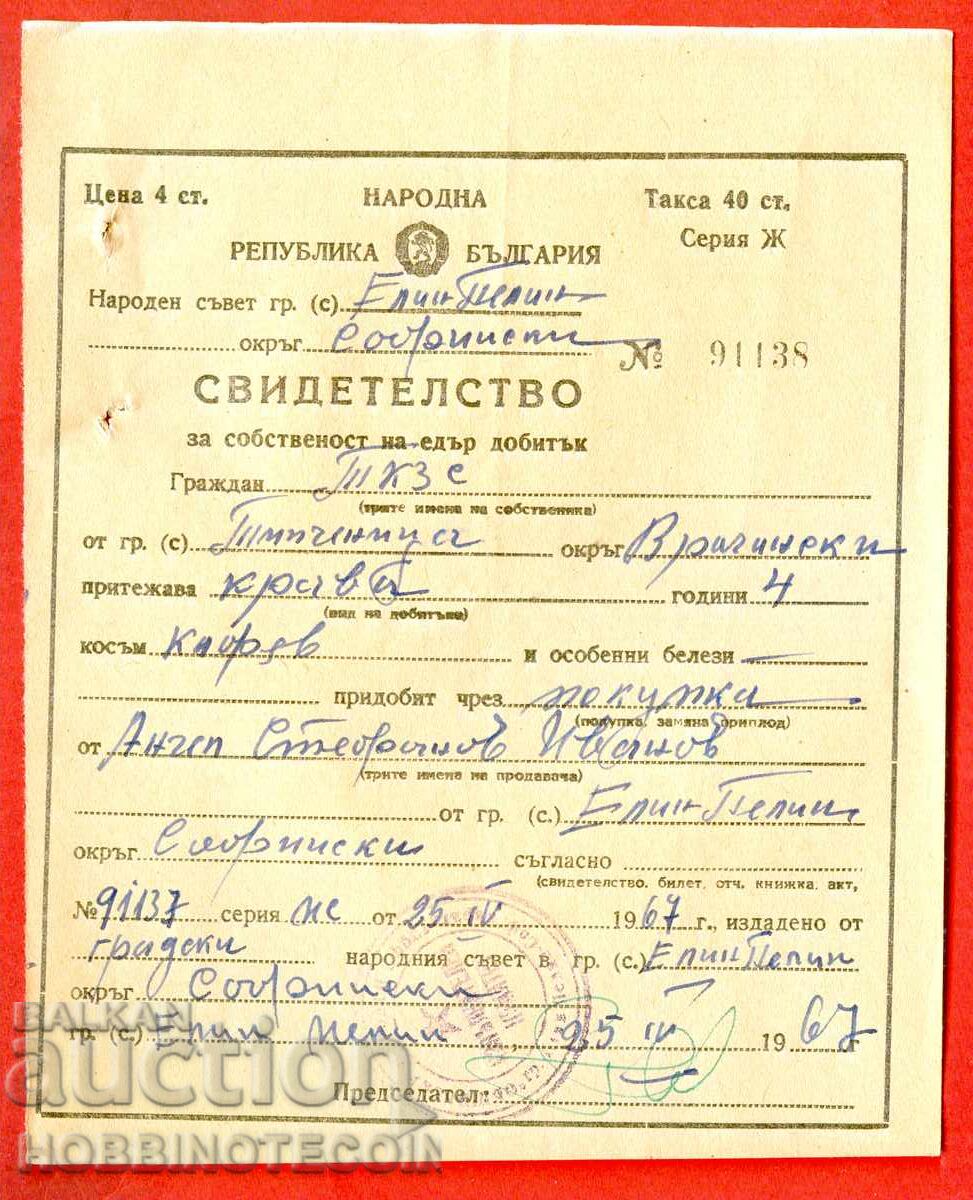 Цена 4 ст. НАРОДНА Такса 40 ст.
РЕПУБЛИКА БЪЛГАРИЯ Серия Ж
Народен съвет гр. (с) Елин Пелин
окръг Софийски № 91138
СВИДЕТЕЛСТВО
за собственост на едър добитък
Граждан ТКЗС
(трите имена на собственика)
от гр. (с) Типченица окръг Врачански
притежава крава години 4
(вид на добитъка)
косъм и особенни белези —
придобит чрез покупка
(покупка, замяна приплод)
от Ангел Стефанов Иванов
(трите имена на продавача)
от гр. (с.) Елин Пелин
окръг Софийски съгласно
(свидетелство, билет, отч. книжка, акт,
№ 91137 серия ж от 25 IV 1967 г., издадено от
градски народния съвет в гр. (с.) Елин Пелин
окръг Софийски
гр. (с.) Елин Пелин, 25 IV 1967 г
Председател:
BALKAN
auction
HOBBINOTECOIN